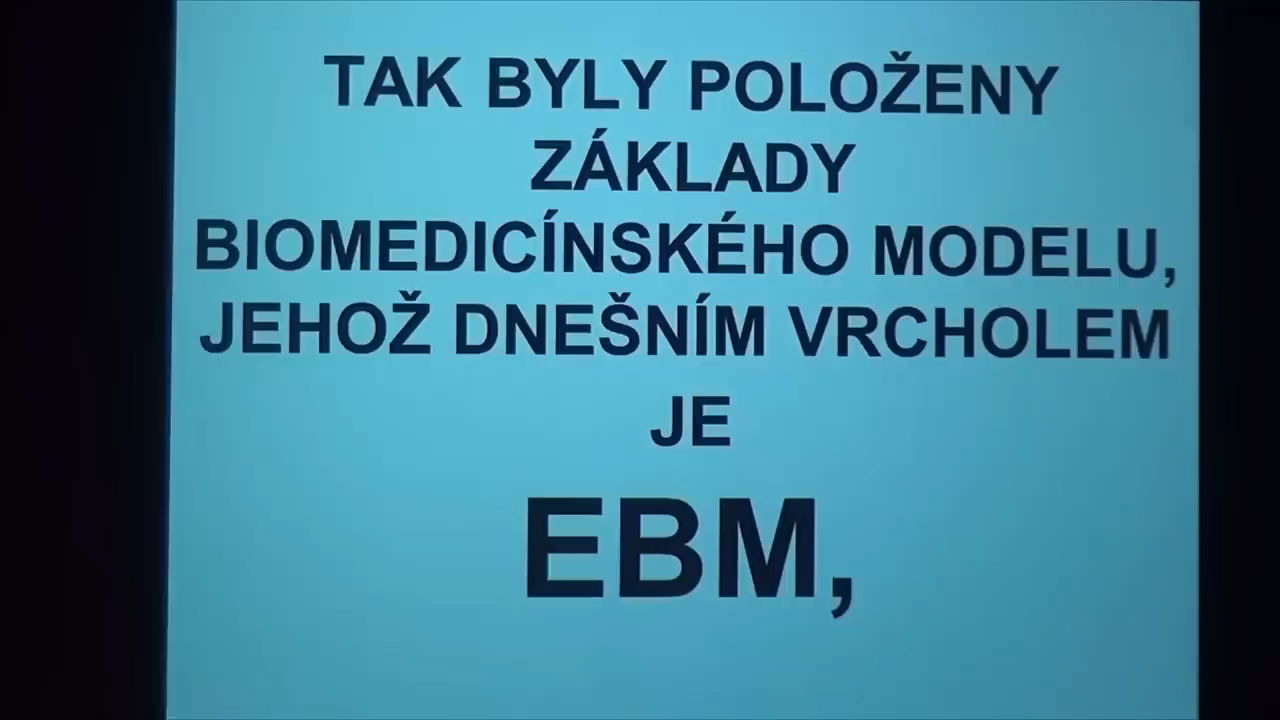 TAK BYLY POLOŽENY
ZÁKLADY
BIOMEDICÍNSKÉHO MODELU,
JEHOŽ DNEŠNÍM VRCHOLEM
JE
EBM,